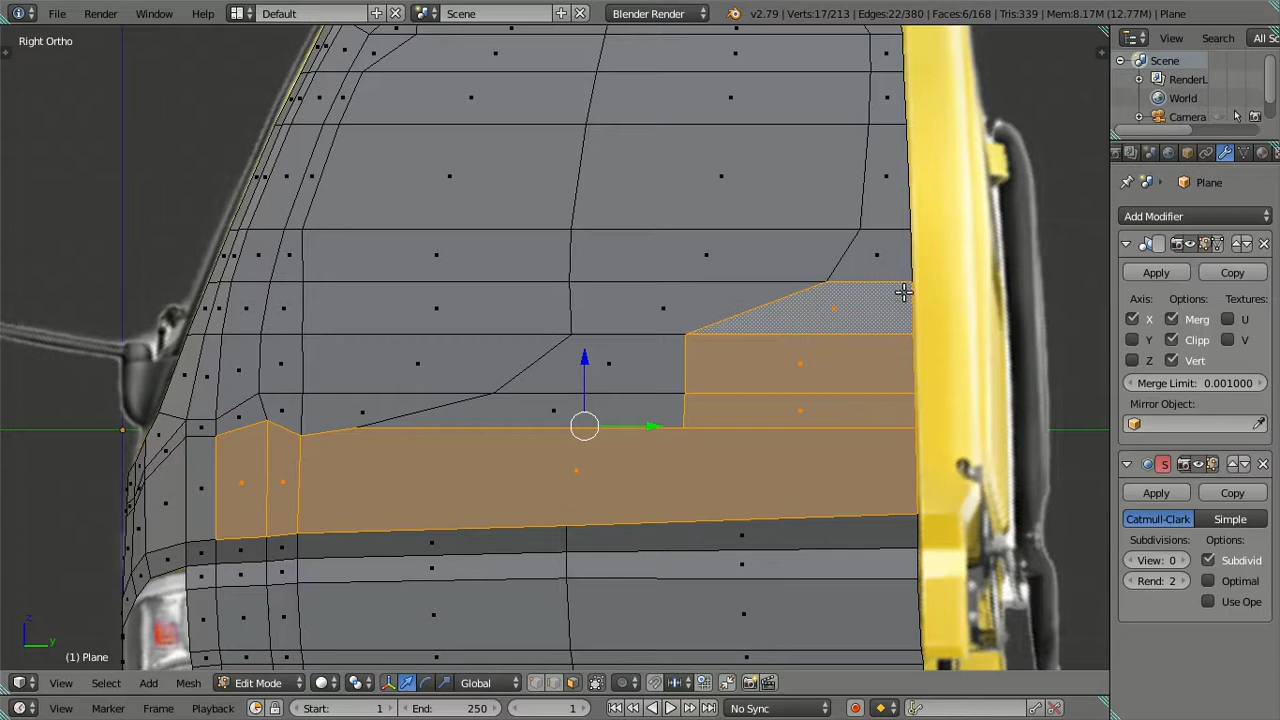 File Render Window Help Default Scene Blender Render v2.79 | Verts:17/213 | Edges:22/380 | Faces:6/168 | Tris:339 | Mem:8.17M (12.77M) | Plane
Right Ortho
View Search All Sc
Scene
RenderL
World
Camera
Plane
Add Modifier
Apply Copy
Axis: Options: Textures:
X Merg U
Y Clipp V
Z Vert
Merge Limit: 0.001000
Mirror Object:
S
Apply Copy
Catmull-Clark Simple
Subdivisions: Options:
View: 0 Subdivid
Rend: 2 Optimal
Use Ope
z
y
(1) Plane
View Select Add Mesh Edit Mode Global
View Marker Frame Playback Start: 1 End: 250 1 No Sync